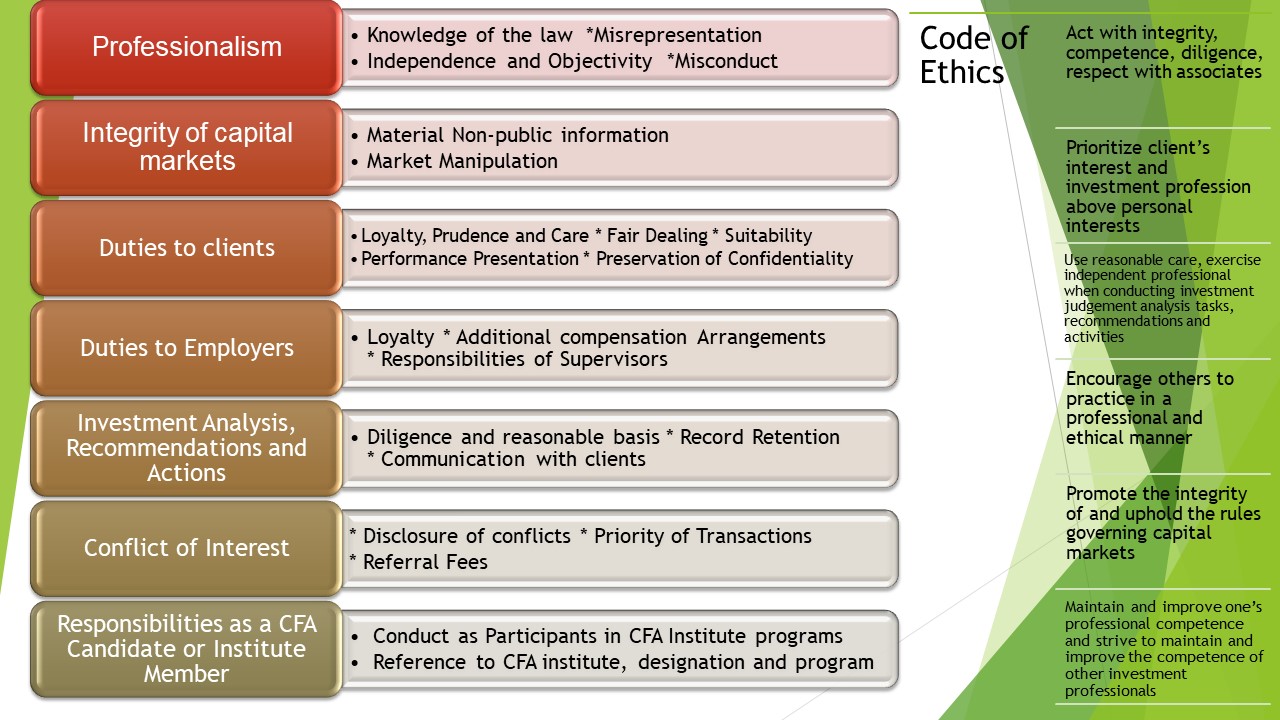 Professionalism
• Knowledge of the law *Misrepresentation
• Independence and Objectivity *Misconduct
Integrity of capital
markets
• Material Non-public information
• Market Manipulation
Duties to clients
• Loyalty, Prudence and Care * Fair Dealing * Suitability
• Performance Presentation * Preservation of Confidentiality
Duties to Employers
• Loyalty * Additional compensation Arrangements
* Responsibilities of Supervisors
Investment Analysis,
Recommendations and
Actions
• Diligence and reasonable basis * Record Retention
* Communication with clients
Conflict of Interest
* Disclosure of conflicts * Priority of Transactions
* Referral Fees
Responsibilities as a CFA
Candidate or Institute
Member
• Conduct as Participants in CFA Institute programs
• Reference to CFA institute, designation and program
Code of
Ethics
Act with integrity,
competence, diligence,
respect with associates
Prioritize client’s
interest and
investment profession
above personal
interests
Use reasonable care, exercise
independent professional
when conducting investment
judgement analysis tasks,
recommendations and
activities
Encourage others to
practice in a
professional and
ethical manner
Promote the integrity
of and uphold the rules
governing capital
markets
Maintain and improve one’s
professional competence
and strive to maintain and
improve the competence of
other investment
professionals